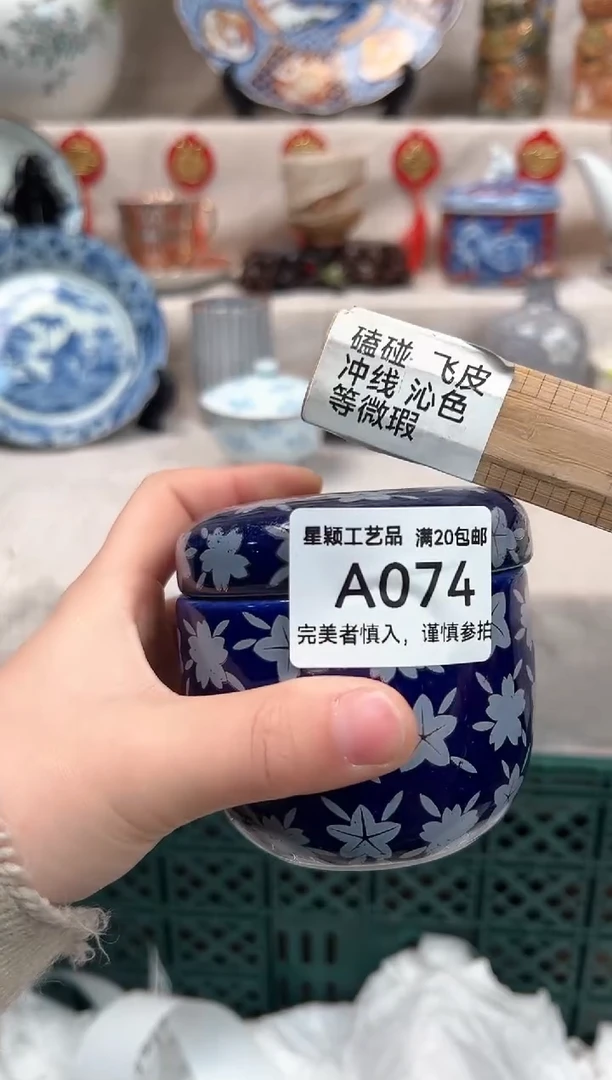 磕碰 飞皮
冲线 沁色
等微瑕
星颖工艺品 满20包邮
A074
完美者慎入，谨慎参拍